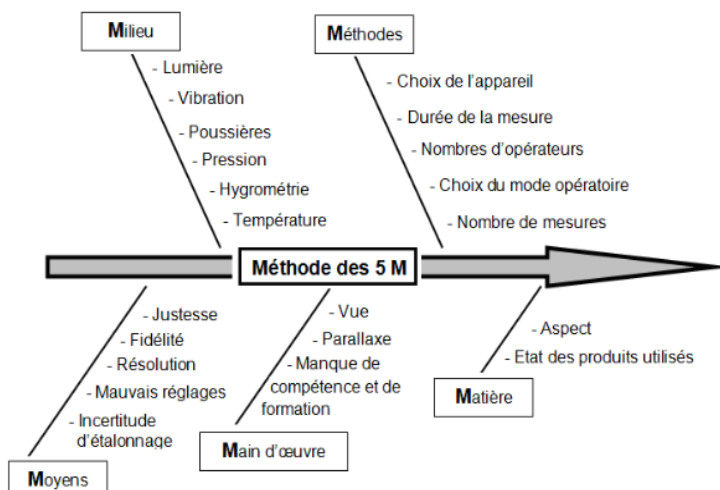 Milieu
- Lumière
- Vibration
- Poussières
- Pression
- Hygrométrie
- Température
Méthodes
- Choix de l'appareil
- Durée de la mesure
- Nombres d'opérateurs
- Choix du mode opératoire
- Nombre de mesures
Méthode des 5 M
- Justesse
- Fidélité
- Résolution
- Mauvais réglages
- Incertitude
d'étalonnage
Moyens
- Vue
- Parallaxe
- Manque de
compétence et de
formation
Main d'œuvre
- Aspect
- Etat des produits utilisés
Matière